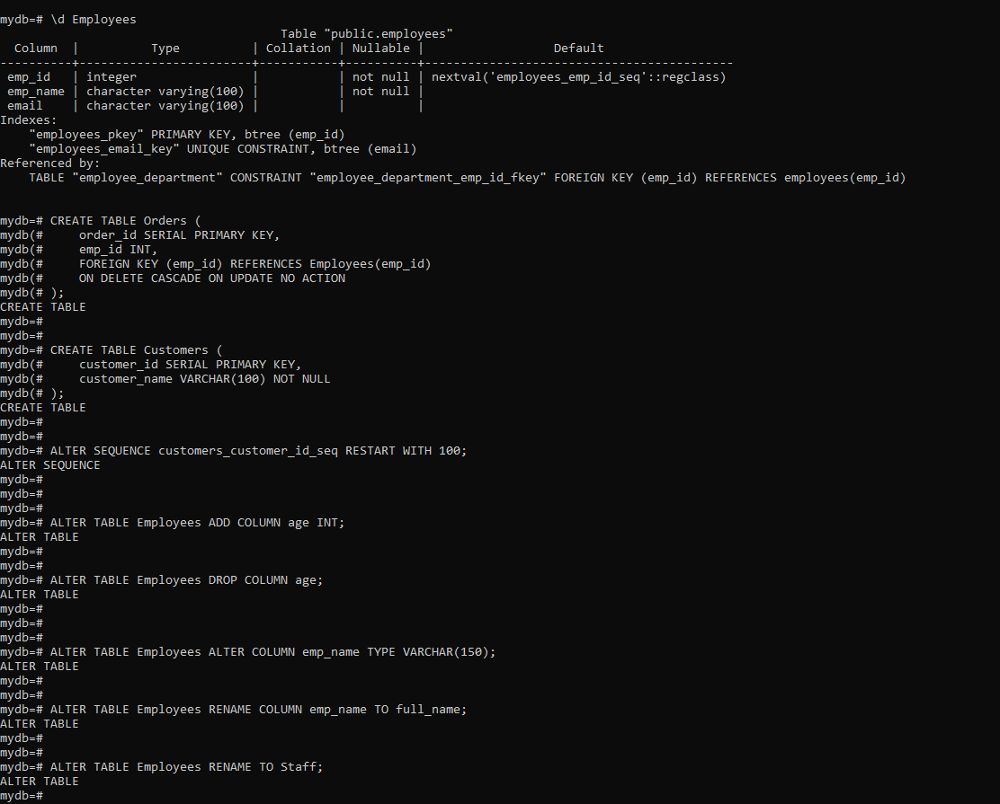 mydb=# \d Employees
                                       Table "public.employees"
  Column  |          Type          | Collation | Nullable |                  Default
----------+------------------------+-----------+----------+-------------------------------------------
 emp_id   | integer                |           | not null | nextval('employees_emp_id_seq'::regclass)
 emp_name | character varying(100) |           | not null |
 email    | character varying(100) |           |          |
Indexes:
    "employees_pkey" PRIMARY KEY, btree (emp_id)
    "employees_email_key" UNIQUE CONSTRAINT, btree (email)
Referenced by:
    TABLE "employee_department" CONSTRAINT "employee_department_emp_id_fkey" FOREIGN KEY (emp_id) REFERENCES employees(emp_id)
mydb=# CREATE TABLE Orders (
mydb(#     order_id SERIAL PRIMARY KEY,
mydb(#     emp_id INT,
mydb(#     FOREIGN KEY (emp_id) REFERENCES Employees(emp_id)
mydb(#     ON DELETE CASCADE ON UPDATE NO ACTION
mydb(# );
CREATE TABLE
mydb=#
mydb=#
mydb=# CREATE TABLE Customers (
mydb(#     customer_id SERIAL PRIMARY KEY,
mydb(#     customer_name VARCHAR(100) NOT NULL
mydb(# );
CREATE TABLE
mydb=#
mydb=#
mydb=# ALTER SEQUENCE customers_customer_id_seq RESTART WITH 100;
ALTER SEQUENCE
mydb=#
mydb=#
mydb=#
mydb=# ALTER TABLE Employees ADD COLUMN age INT;
ALTER TABLE
mydb=#
mydb=#
mydb=# ALTER TABLE Employees DROP COLUMN age;
ALTER TABLE
mydb=#
mydb=#
mydb=#
mydb=# ALTER TABLE Employees ALTER COLUMN emp_name TYPE VARCHAR(150);
ALTER TABLE
mydb=#
mydb=#
mydb=# ALTER TABLE Employees RENAME COLUMN emp_name TO full_name;
ALTER TABLE
mydb=#
mydb=#
mydb=# ALTER TABLE Employees RENAME TO Staff;
ALTER TABLE
mydb=#